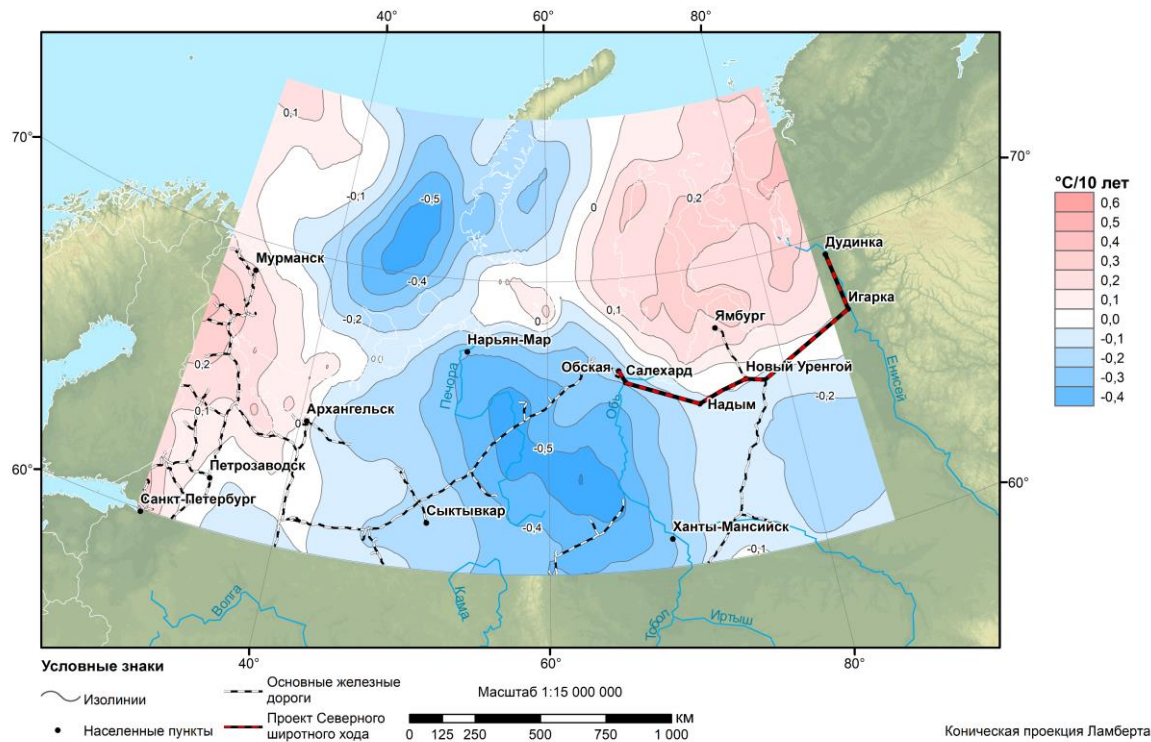 40°
60°
80°
70°
70°
0,1
-0,1
-0,5
-0,4
-0,2
0
0,2
0,1
0
°C/10 лет
0,6
0,5
0,4
0,3
0,2
0,1
0,0
-0,1
-0,2
-0,3
-0,4
Дудинка
Мурманск
Игарка
Ямбург
Нарьян-Мар
Обская
Салехард
Новый Уренгой
Надым
Печора
Обь
Енисей
0,2
0,1
-0,2
Архангельск
0
-0,5
60°
60°
Петрозаводск
Санкт-Петербург
Сыктывкар
-0,4
Ханты-Мансийск
-0,1
Волга
Кама
Тобол
Иртыш
40°
60°
80°
Условные знаки
Изолинии
Населенные пункты
Основные железные
дороги
Проект Северного
широтного хода
Масштаб 1:15 000 000
КМ
0 125 250 500 750 1 000
Коническая проекция Ламберта